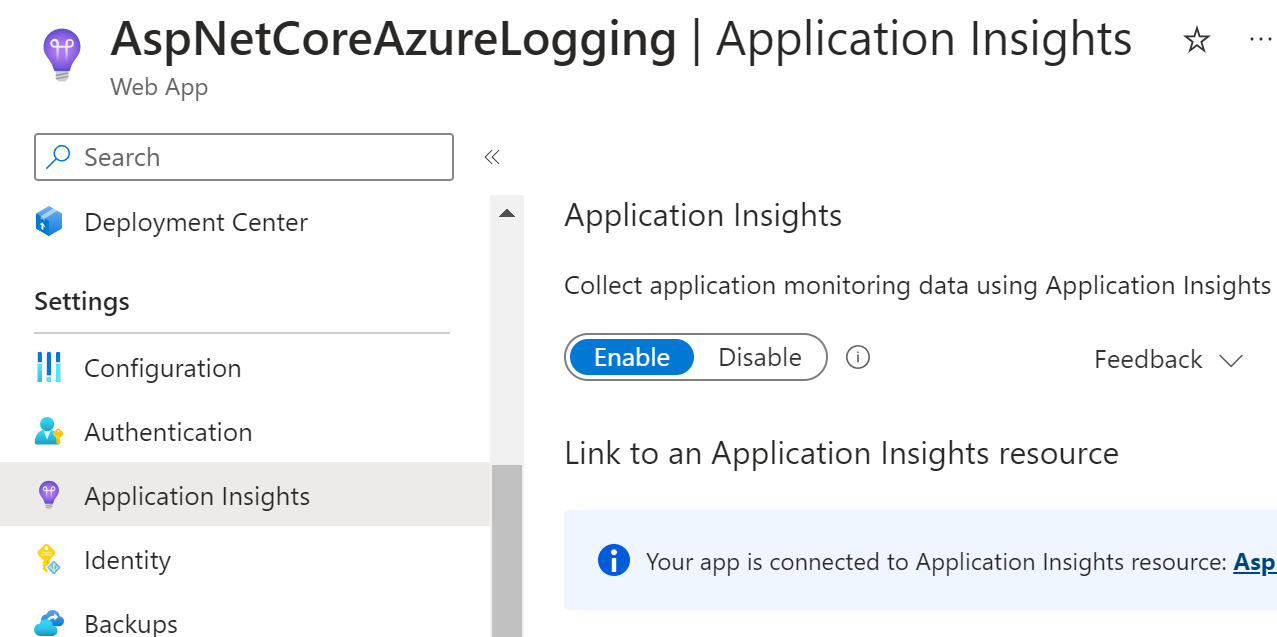 AspNetCoreAzureLogging | Application Insights
Web App
Search
Deployment Center
Settings
Configuration
Authentication
Application Insights
Identity
Backups
Application Insights
Collect application monitoring data using Application Insights
Enable Disable
Feedback
Link to an Application Insights resource
Your app is connected to Application Insights resource: Asp